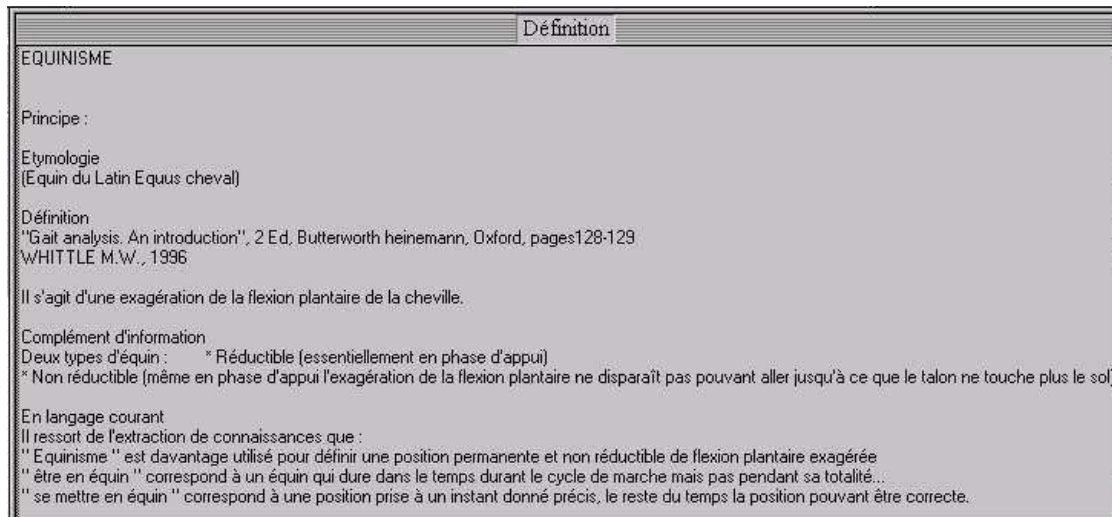 Définition
EQUINISME
Principe :
Etymologie
(Equin du Latin Equus cheval)
Définition
"Gait analysis. An introduction", 2 Ed, Butterworth heinemann, Oxford, pages128-129
WHITTLE M.W., 1996
Il s'agit d'une exagération de la flexion plantaire de la cheville.
Complément d'information
Deux types d'équin : * Réductible (essentiellement en phase d'appui)
* Non réductible (même en phase d'appui l'exagération de la flexion plantaire ne disparaît pas pouvant aller jusqu'à ce que le talon ne touche plus le sol)
En langage courant
Il ressort de l'extraction de connaissances que :
" Equinisme " est davantage utilisé pour définir une position permanente et non réductible de flexion plantaire exagérée
" être en équin " correspond à un équin qui dure dans le temps durant le cycle de marche mais pas pendant sa totalité...
" se mettre en équin " correspond à une position prise à un instant donné précis, le reste du temps la position pouvant être correcte.